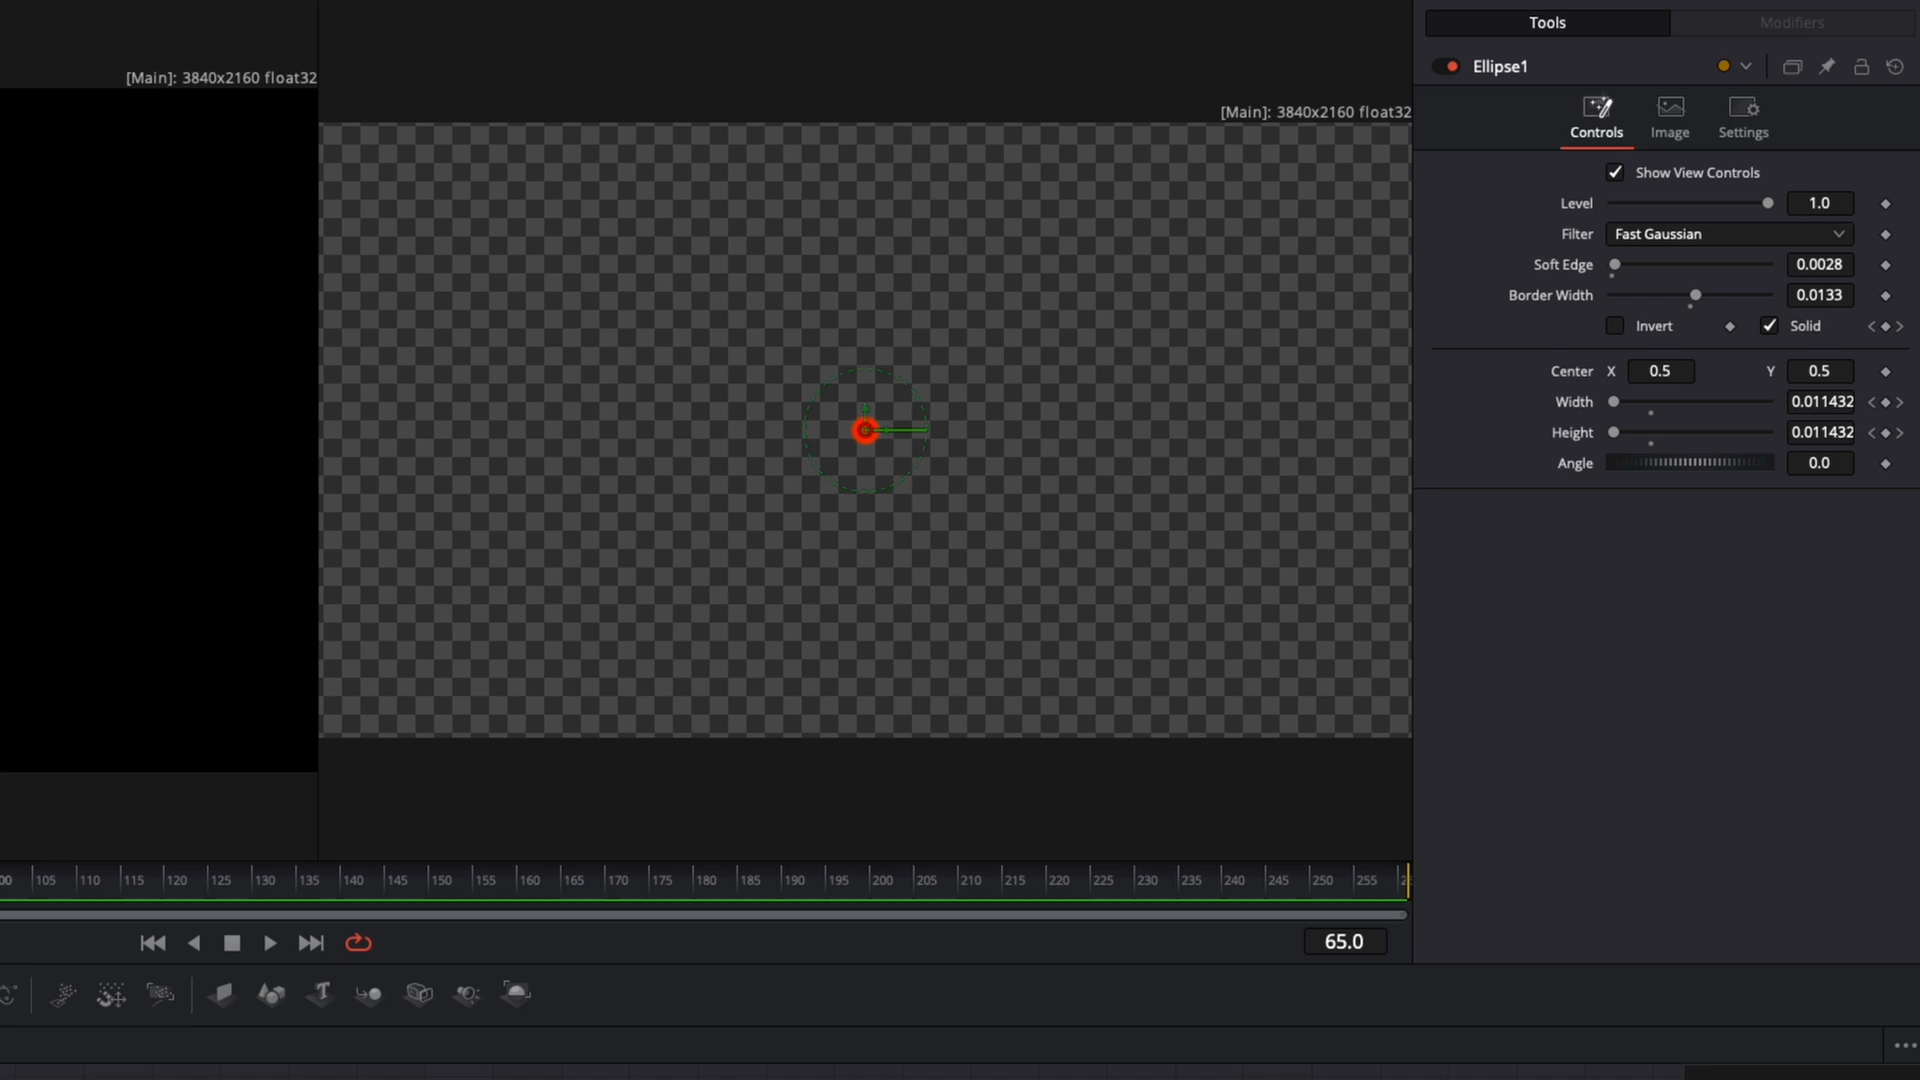 Tools Modifiers
[Main]: 3840x2160 float32
Ellipse1
[Main]: 3840x2160 float32
Controls Image Settings
Show View Controls
Level 1.0
Filter Fast Gaussian
Soft Edge 0.0028
Border Width 0.0133
Invert Solid
Center X 0.5 Y 0.5
Width 0.011432
Height 0.011432
Angle 0.0
105 110 115 120 125 130 135 140 145 150 155 160 165 170 175 180 185 190 195 200 205 210 215 220 225 230 235 240 245 250 255
65.0